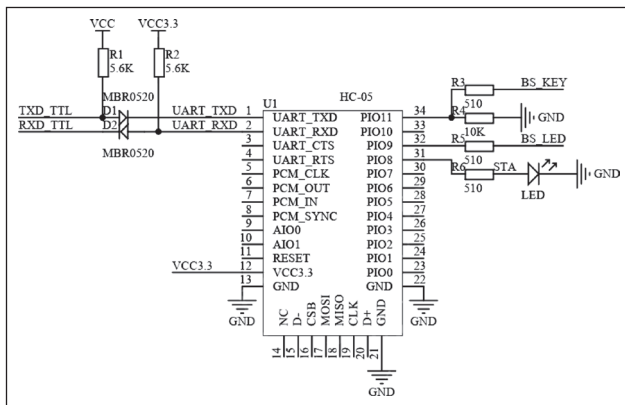 VCC VCC3.3
R1 R2
5.6K 5.6K
MBR0520 U1 HC-05
TXD_TTL D1 UART_TXD 1 UART_TXD PIO11 34 R3 510 BS_KEY
RXD_TTL D2 UART_RXD 2 UART_RXD PIO10 33 R4 10K GND
MBR0520 3 UART_CTS PIO9 32 R5 510 BS_LED
4 UART_RTS PIO8 31 R6 510 STA LED GND
5 PCM_CLK PIO7 30
6 PCM_OUT PIO6 29
7 PCM_IN PIO5 28
8 PCM_SYNC PIO4 27
9 AIO0 PIO3 26
10 AIO1 PIO2 25
11 RESET PIO1 24
VCC3.3 12 VCC3.3 PIO0 23
13 GND GND 22
GND GND
NC D- CSB MOSI MISO CLK D+ GND
14 15 16 17 18 19 20 21
GND